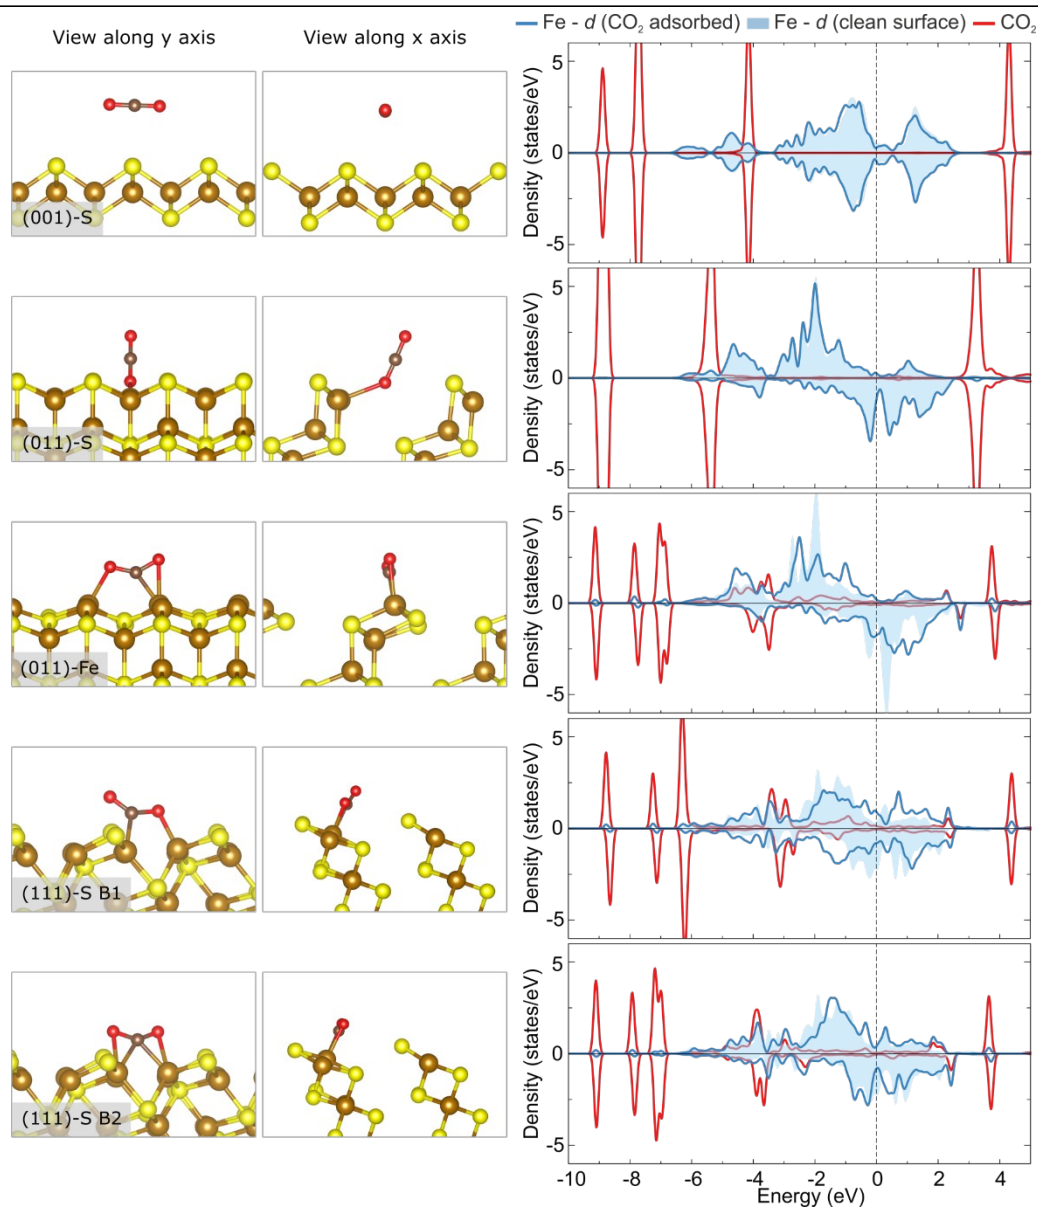 View along y axis
View along x axis
Fe - d (CO₂ adsorbed)
Fe - d (clean surface)
CO₂
(001)-S
Density (states/eV)
5
0
-5
(011)-S
Density (states/eV)
5
0
-5
(011)-Fe
Density (states/eV)
5
0
-5
(111)-S B1
Density (states/eV)
5
0
-5
(111)-S B2
Density (states/eV)
5
0
-5
-10 -8 -6 -4 -2 0 2 4
Energy (eV)